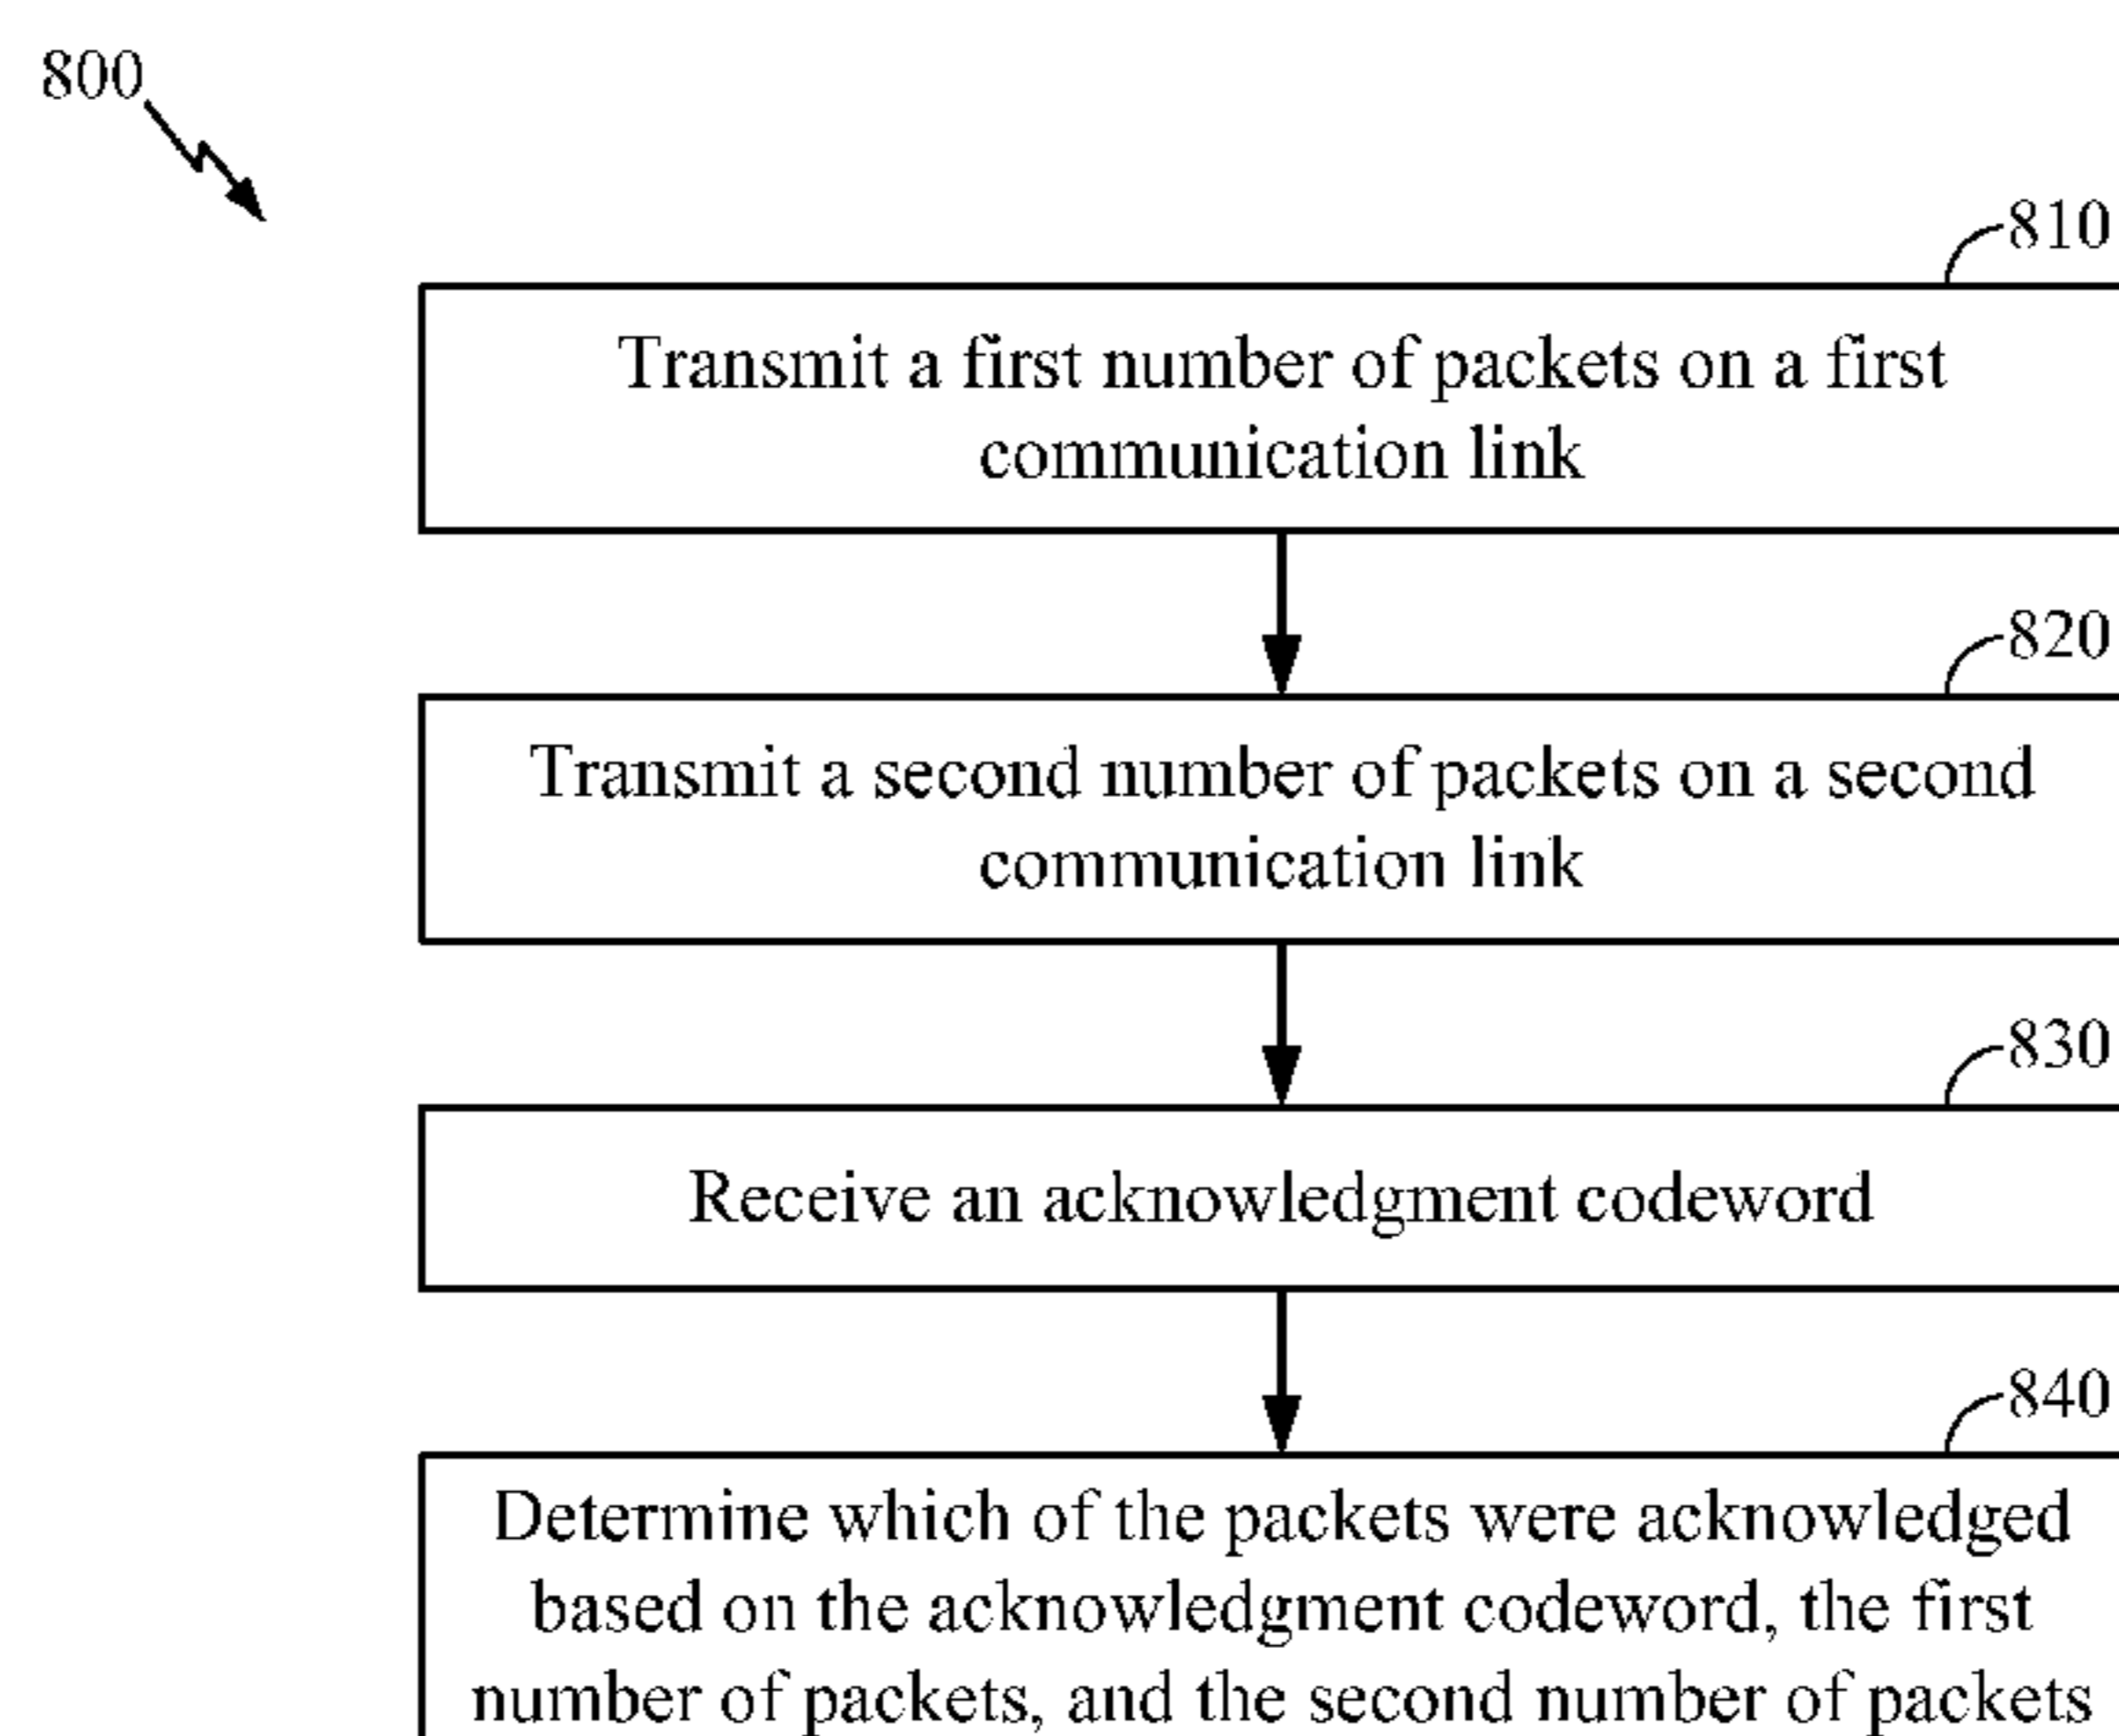 800
810
Transmit a first number of packets on a first
communication link
820
Transmit a second number of packets on a second
communication link
830
Receive an acknowledgment codeword
840
Determine which of the packets were acknowledged
based on the acknowledgment codeword, the first
number of packets, and the second number of packets